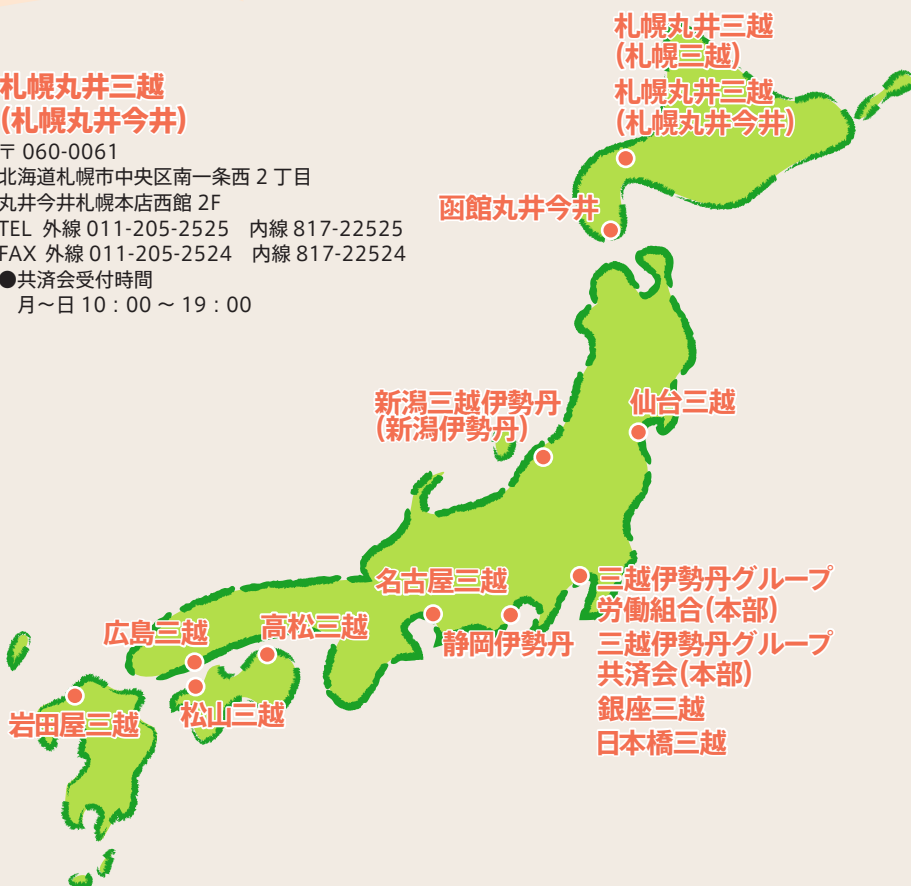 札幌丸井三越
(札幌丸井今井)
〒060-0061
北海道札幌市中央区南一条西 2 丁目
丸井今井札幌本店西館 2F
TEL 外線 011-205-2525 内線 817-22525
FAX 外線 011-205-2524 内線 817-22524
●共済会受付時間
月～日 10：00 ～ 19：00
札幌丸井三越
(札幌三越)
札幌丸井三越
(札幌丸井今井)
函館丸井今井
新潟三越伊勢丹
(新潟伊勢丹)
仙台三越
名古屋三越
静岡伊勢丹
三越伊勢丹グループ
労働組合(本部)
三越伊勢丹グループ
共済会(本部)
銀座三越
日本橋三越
広島三越
高松三越
松山三越
岩田屋三越